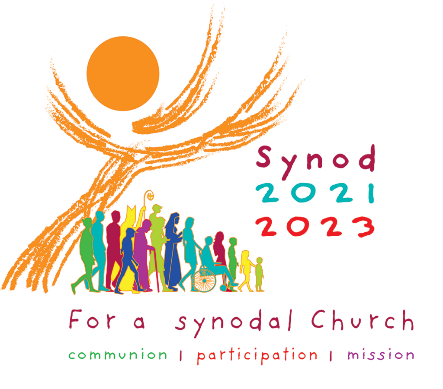 Synod
2021
2023
For a synodal Church
communion | participation | mission